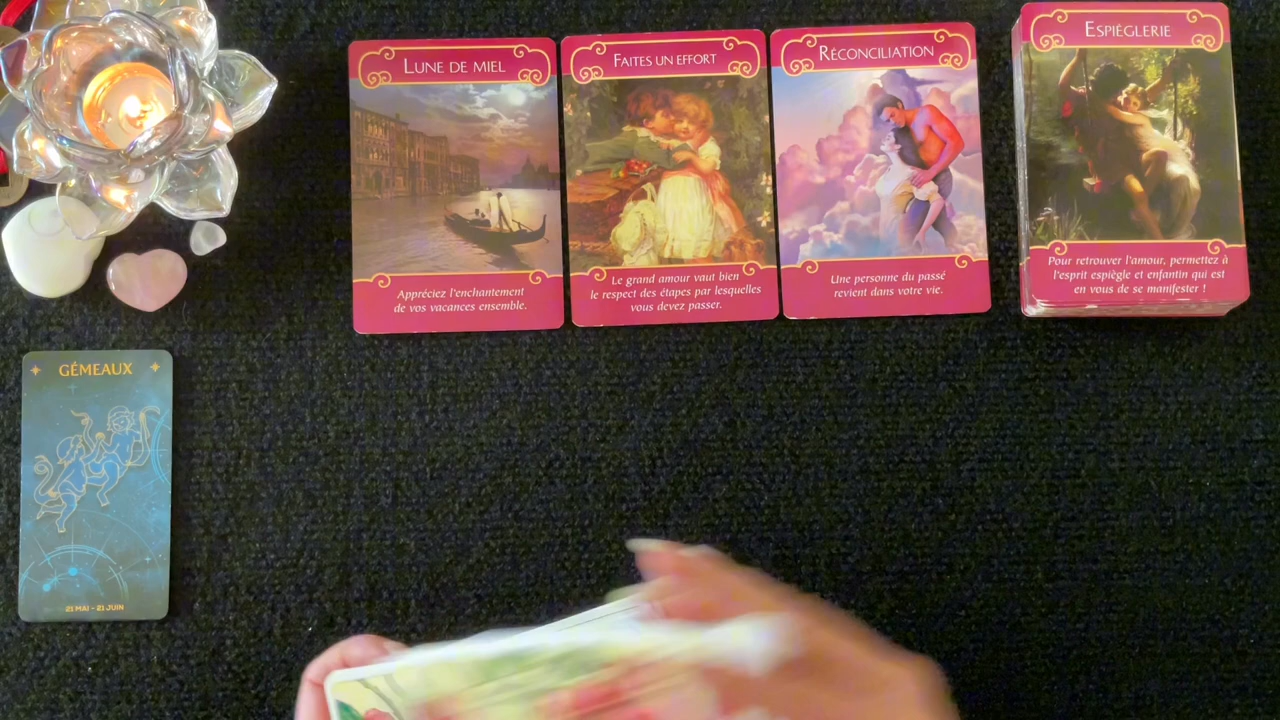 LUNE DE MIEL
Appréciez l'enchantement
de vos vacances ensemble.
FAITES UN EFFORT
Le grand amour vaut bien
le respect des étapes par lesquelles
vous devez passer.
RÉCONCILIATION
Une personne du passé
revient dans votre vie.
ESPIÈGLERIE
Pour retrouver l'amour, permettez à
l'esprit espiègle et enfantin qui est
en vous de se manifester !
GÉMEAUX
21 MAI - 21 JUIN